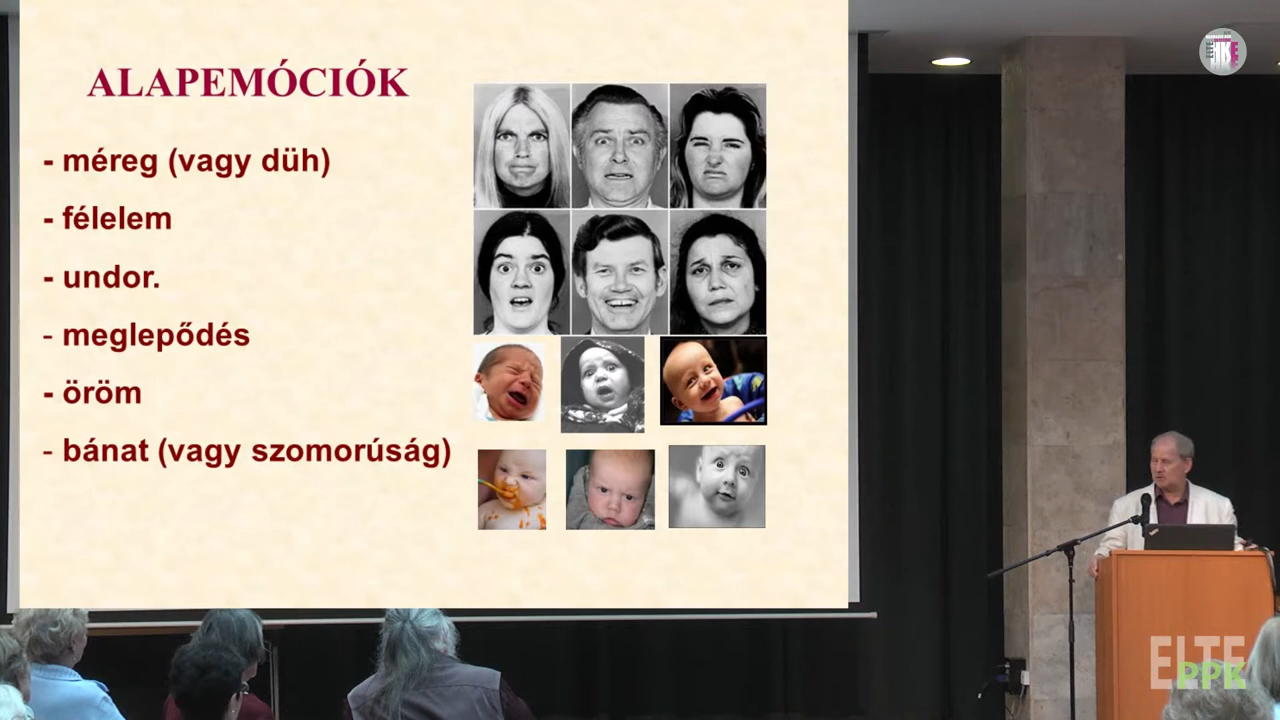 ALAPEMÓCIÓK
- méreg (vagy düh)
- félelem
- undor.
- meglepődés
- öröm
- bánat (vagy szomorúság)
ELTE
PPK